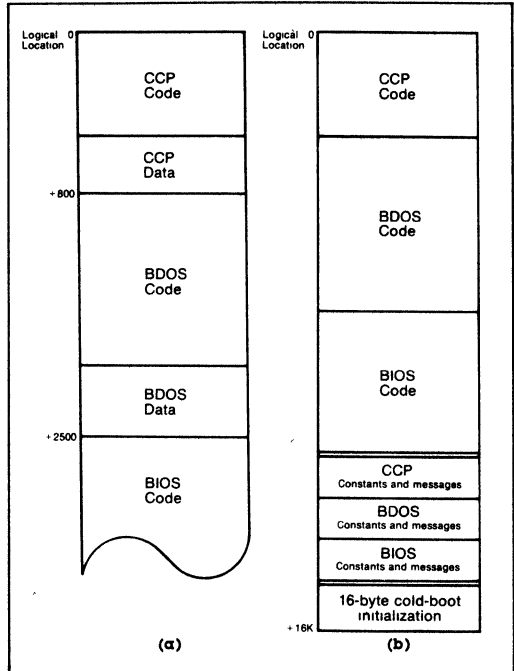 Logical 0
Location
CCP
Code
CCP
Data
+800
BDOS
Code
BDOS
Data
+2500
BIOS
Code
(a)
Logical 0
Location
CCP
Code
BDOS
Code
BIOS
Code
CCP
Constants and messages
BDOS
Constants and messages
BIOS
Constants and messages
16-byte cold-boot
initialization
+16K
(b)